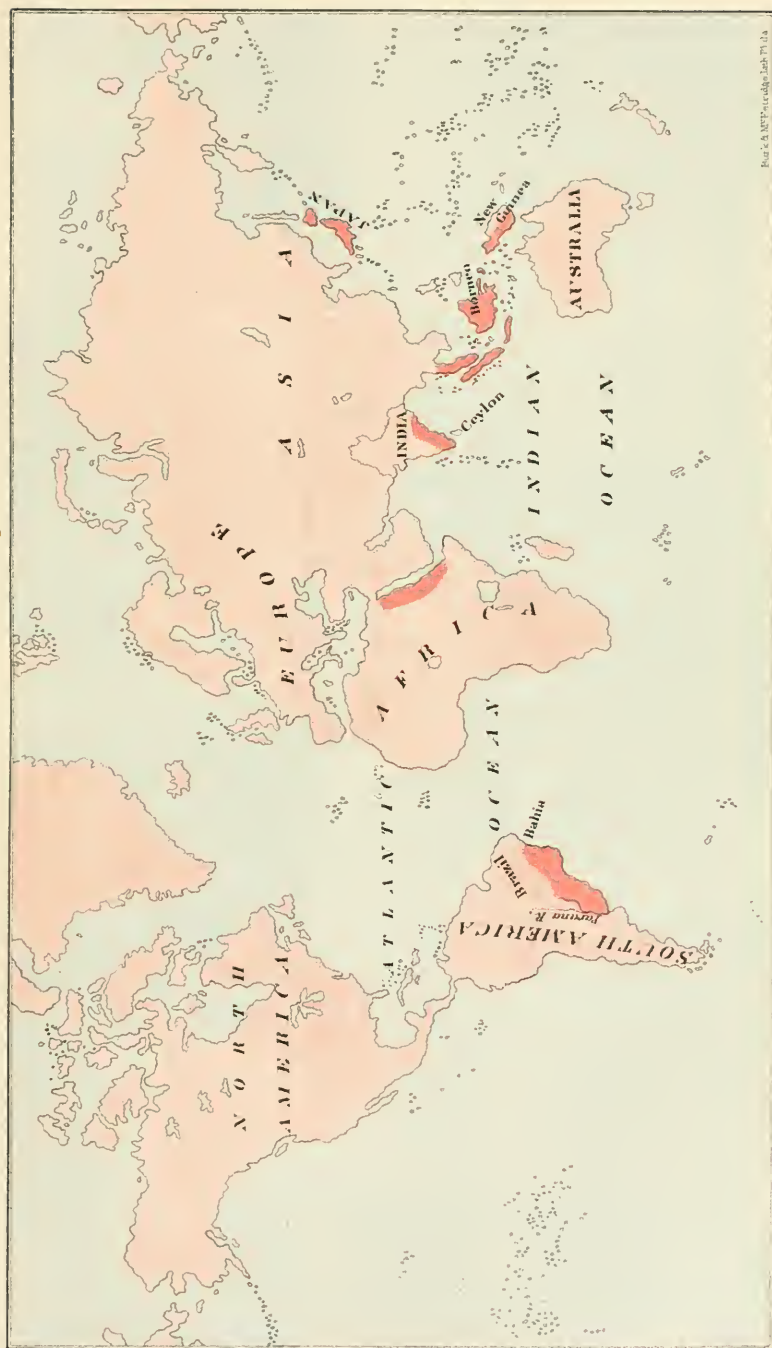 NORTH
AMERICA
ATLANTIC
OCEAN
SOUTH AMERICA
Brazil
Bahia
Parana R.
EUROPE
AFRICA
ASIA
INDIA
Ceylon
JAPAN
Borneo
New
Guinea
AUSTRALIA
INDIAN
OCEAN